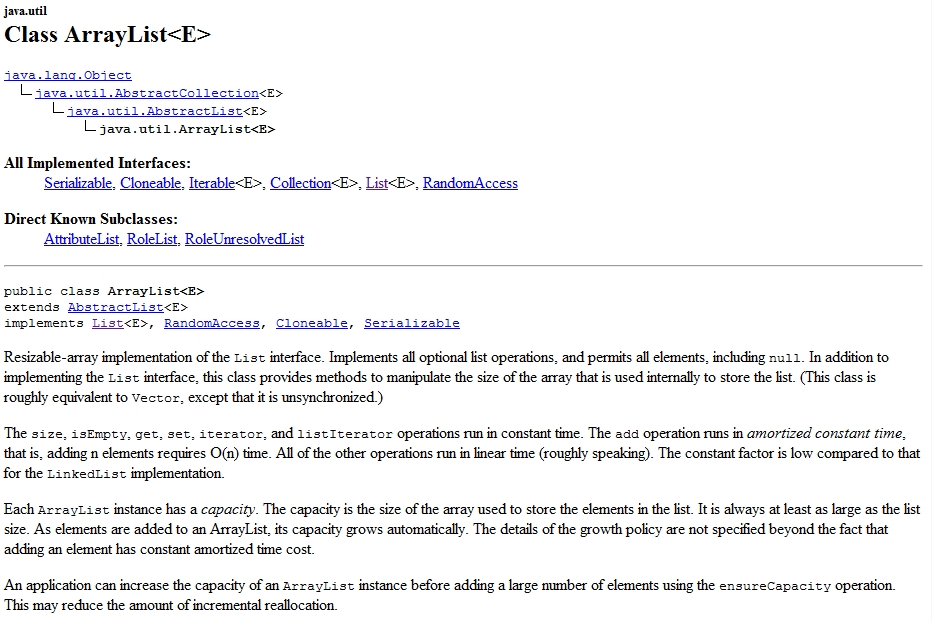 java.util
Class ArrayList<E>
java.lang.Object
java.util.AbstractCollection<E>
java.util.AbstractList<E>
java.util.ArrayList<E>
All Implemented Interfaces:
Serializable, Cloneable, Iterable<E>, Collection<E>, List<E>, RandomAccess
Direct Known Subclasses:
AttributeList, RoleList, RoleUnresolvedList
public class ArrayList<E>
extends AbstractList<E>
implements List<E>, RandomAccess, Cloneable, Serializable
Resizable-array implementation of the List interface. Implements all optional list operations, and permits all elements, including null. In addition to
implementing the List interface, this class provides methods to manipulate the size of the array that is used internally to store the list. (This class is
roughly equivalent to Vector, except that it is unsynchronized.)
The size, isEmpty, get, set, iterator, and listIterator operations run in constant time. The add operation runs in amortized constant time,
that is, adding n elements requires O(n) time. All of the other operations run in linear time (roughly speaking). The constant factor is low compared to that
for the LinkedList implementation.
Each ArrayList instance has a capacity. The capacity is the size of the array used to store the elements in the list. It is always at least as large as the list
size. As elements are added to an ArrayList, its capacity grows automatically. The details of the growth policy are not specified beyond the fact that
adding an element has constant amortized time cost.
An application can increase the capacity of an ArrayList instance before adding a large number of elements using the ensureCapacity operation.
This may reduce the amount of incremental reallocation.